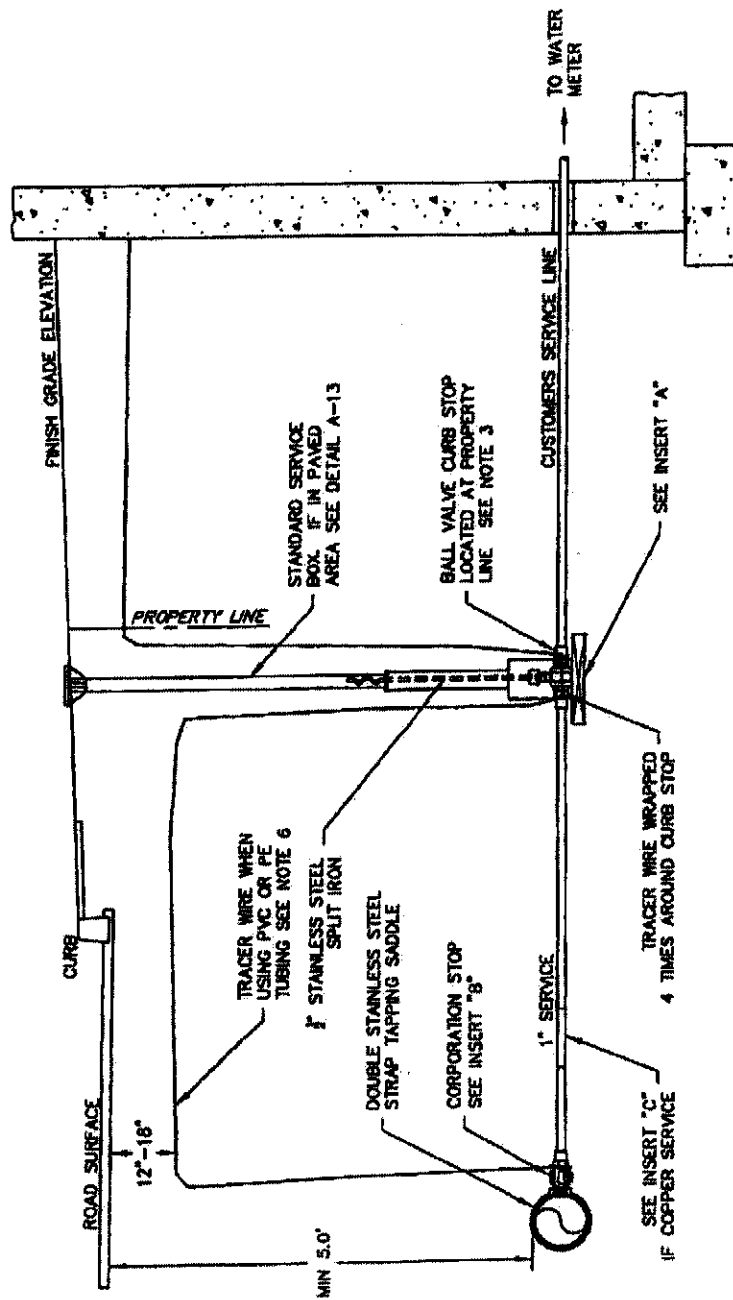 ROAD SURFACE
12"-18"
MIN 5.0'
CURB
FINISH GRADE ELEVATION
PROPERTY LINE
TRACER WIRE WHEN
USING PVC OR PE
TUBING SEE NOTE 6
½" STAINLESS STEEL
SPLIT IRON
DOUBLE STAINLESS STEEL
STRAP TAPPING SADDLE
CORPORATION STOP
SEE INSERT "B"
STANDARD SERVICE
BOX. IF IN PAVED
AREA SEE DETAIL A-13
BALL VALVE CURB STOP
LOCATED AT PROPERTY
LINE SEE NOTE 3
1" SERVICE
CUSTOMERS SERVICE LINE
TO WATER
METER
SEE INSERT "C"
IF COPPER SERVICE
TRACER WIRE WRAPPED
4 TIMES AROUND CURB STOP
SEE INSERT "A"